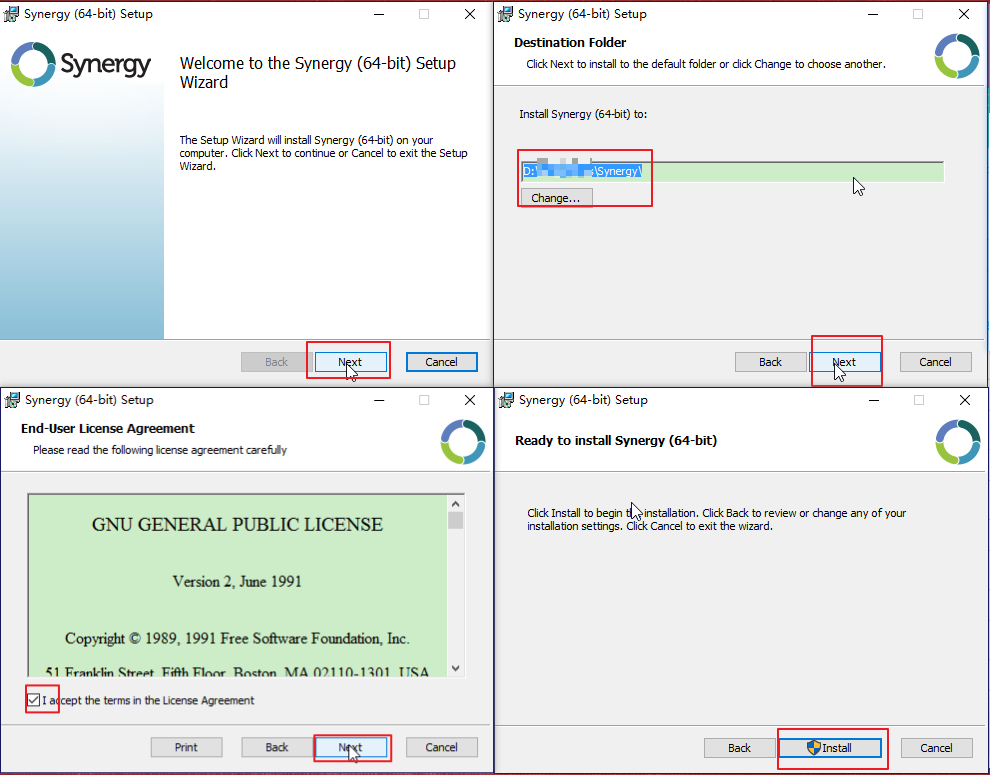 Synergy (64-bit) Setup
Synergy
Welcome to the Synergy (64-bit) Setup
Wizard
The Setup Wizard will install Synergy (64-bit) on your
computer. Click Next to continue or Cancel to exit the Setup
Wizard.
Back
Next
Cancel
Synergy (64-bit) Setup
Destination Folder
Click Next to install to the default folder or click Change to choose another.
Install Synergy (64-bit) to:
D:\ \Synergy\
Change...
Back
Next
Cancel
Synergy (64-bit) Setup
End-User License Agreement
Please read the following license agreement carefully
GNU GENERAL PUBLIC LICENSE
Version 2, June 1991
Copyright © 1989, 1991 Free Software Foundation, Inc.
51 Franklin Street, Fifth Floor, Boston, MA 02110-1301, USA
I accept the terms in the License Agreement
Print
Back
Next
Cancel
Synergy (64-bit) Setup
Ready to install Synergy (64-bit)
Click Install to begin the installation. Click Back to review or change any of your
installation settings. Click Cancel to exit the wizard.
Back
Install
Cancel